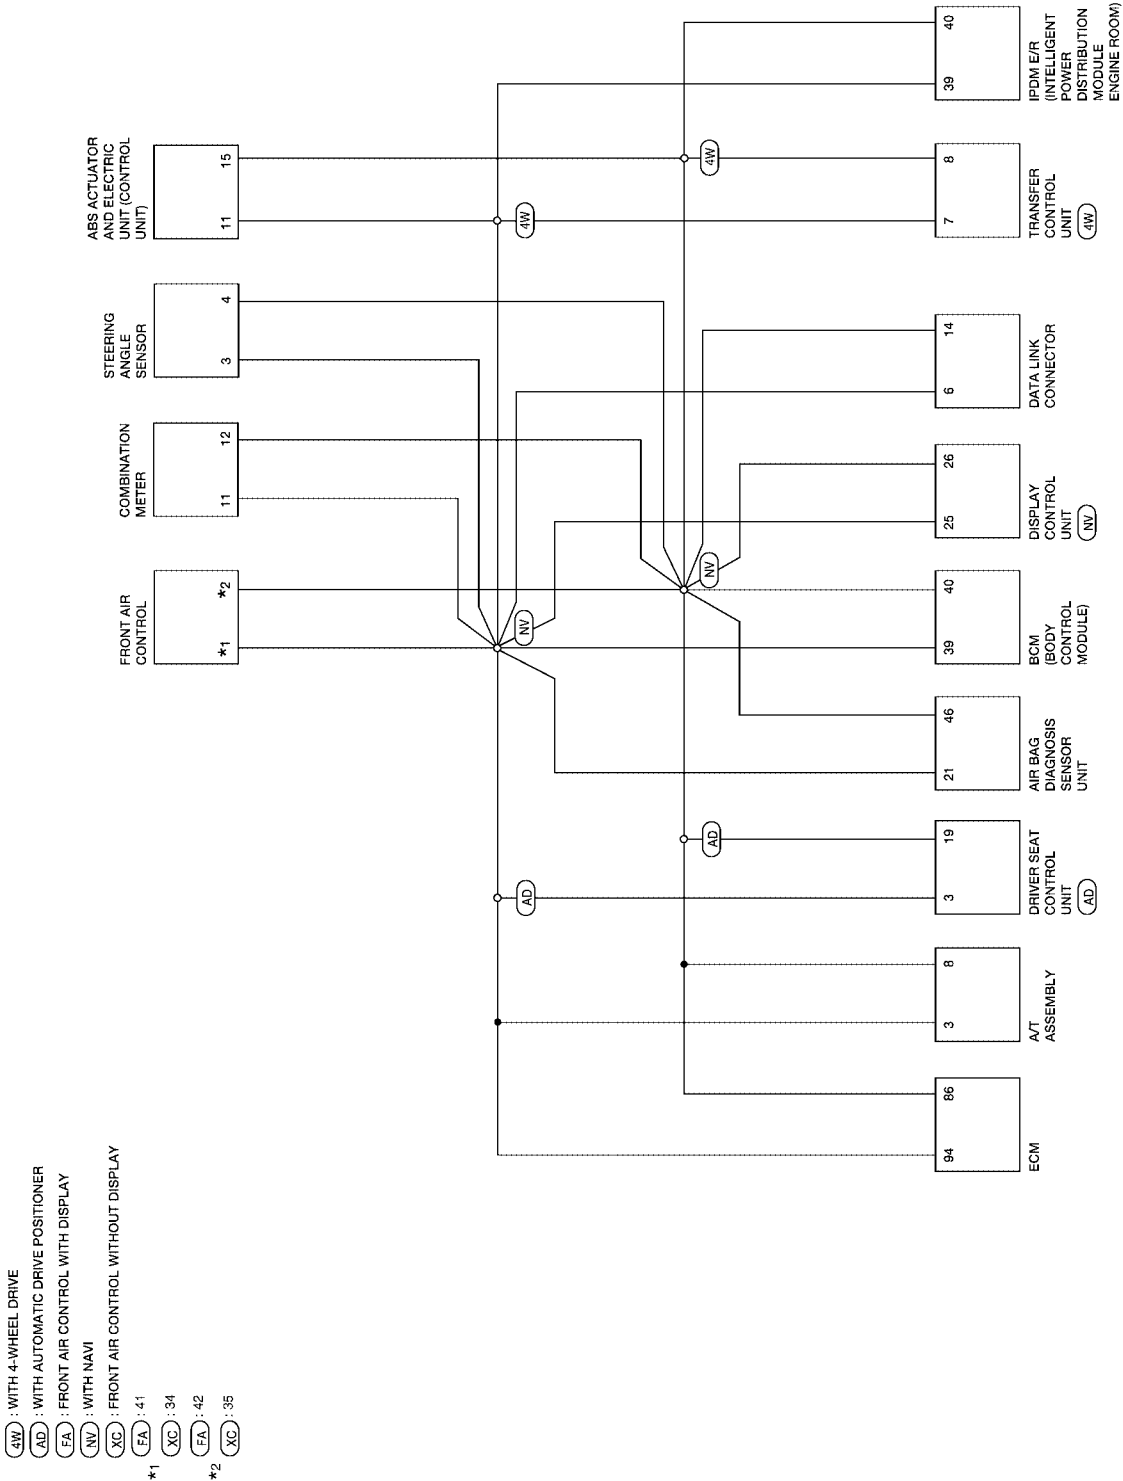 4W : WITH 4-WHEEL DRIVE
AD : WITH AUTOMATIC DRIVE POSITIONER
FA : FRONT AIR CONTROL WITH DISPLAY
NV : WITH NAVI
XC : FRONT AIR CONTROL WITHOUT DISPLAY
*1
FA : 41
XC : 34
*2
FA : 42
XC : 35
FRONT AIR
CONTROL
*1
*2
COMBINATION
METER
11
12
STEERING
ANGLE
SENSOR
3
4
ABS ACTUATOR
AND ELECTRIC
UNIT (CONTROL
UNIT)
11
15
AD
NV
4W
AD
NV
4W
94
86
ECM
3
8
A/T
ASSEMBLY
3
19
DRIVER SEAT
CONTROL
UNIT
AD
21
46
AIR BAG
DIAGNOSIS
SENSOR
UNIT
39
40
BCM
(BODY
CONTROL
MODULE)
25
26
DISPLAY
CONTROL
UNIT
NV
6
14
DATA LINK
CONNECTOR
7
8
TRANSFER
CONTROL
UNIT
4W
39
40
IPDM E/R
(INTELLIGENT
POWER
DISTRIBUTION
MODULE
ENGINE ROOM)